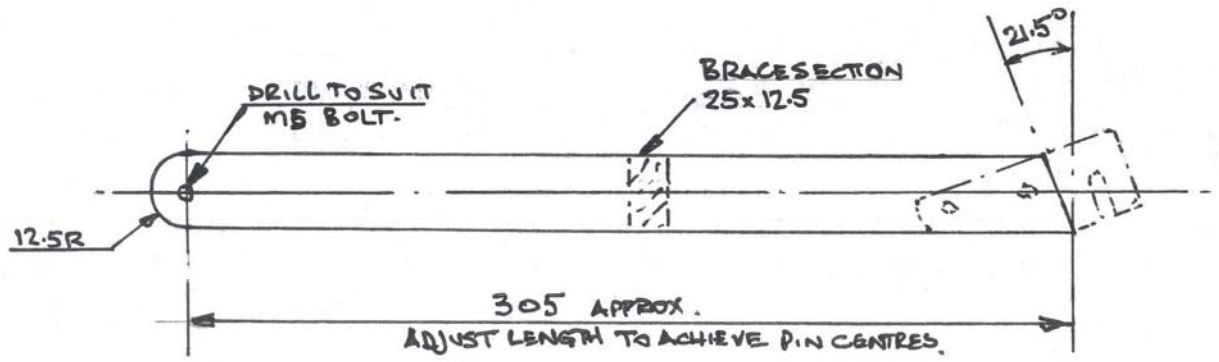 21.5°
BRACE SECTION
25 x 12.5
DRILL TO SUIT
M5 BOLT.
12.5R
305 APPROX.
ADJUST LENGTH TO ACHIEVE PIN CENTRES.